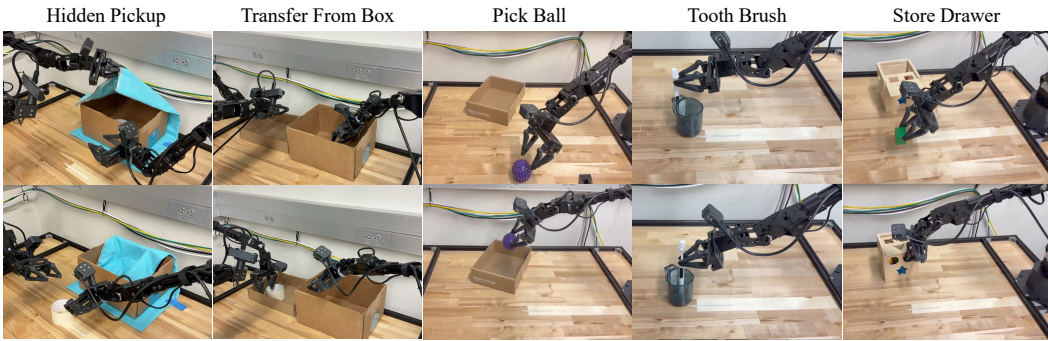 Hidden Pickup
Transfer From Box
Pick Ball
Tooth Brush
Store Drawer